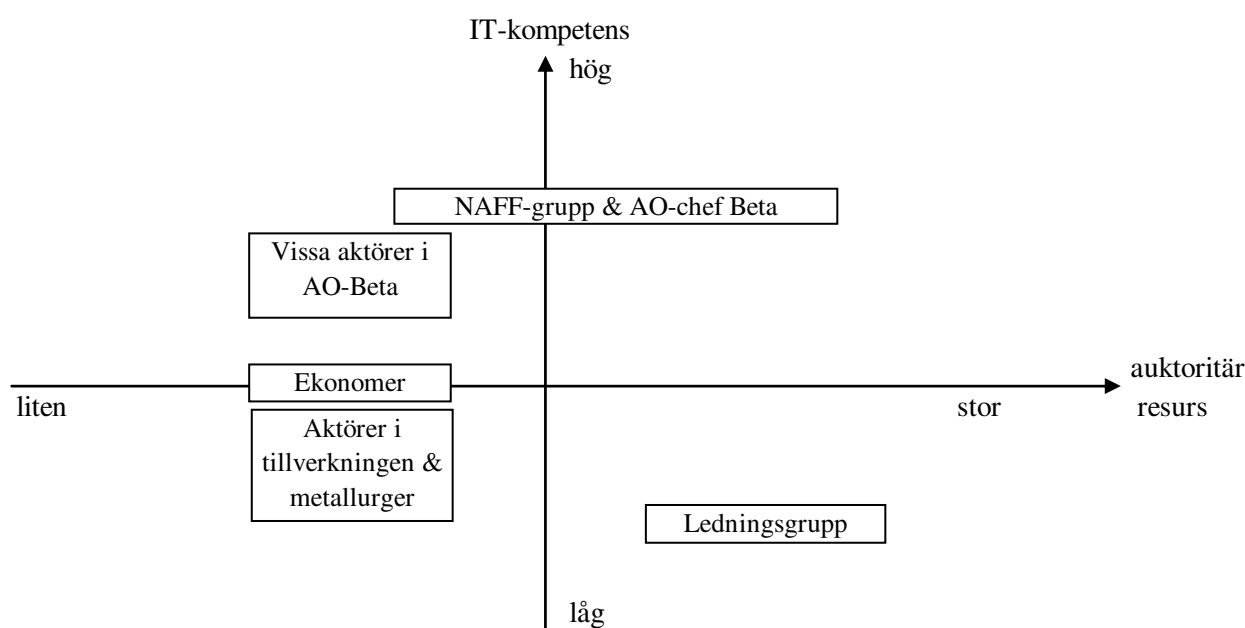 IT-kompetens
hög
NAFF-grupp & AO-chef Beta
Vissa aktörer i
AO-Beta
Ekonomer
auktoritär
liten
stor
resurs
Aktörer i
tillverkningen &
metallurger
Ledningsgrupp
låg